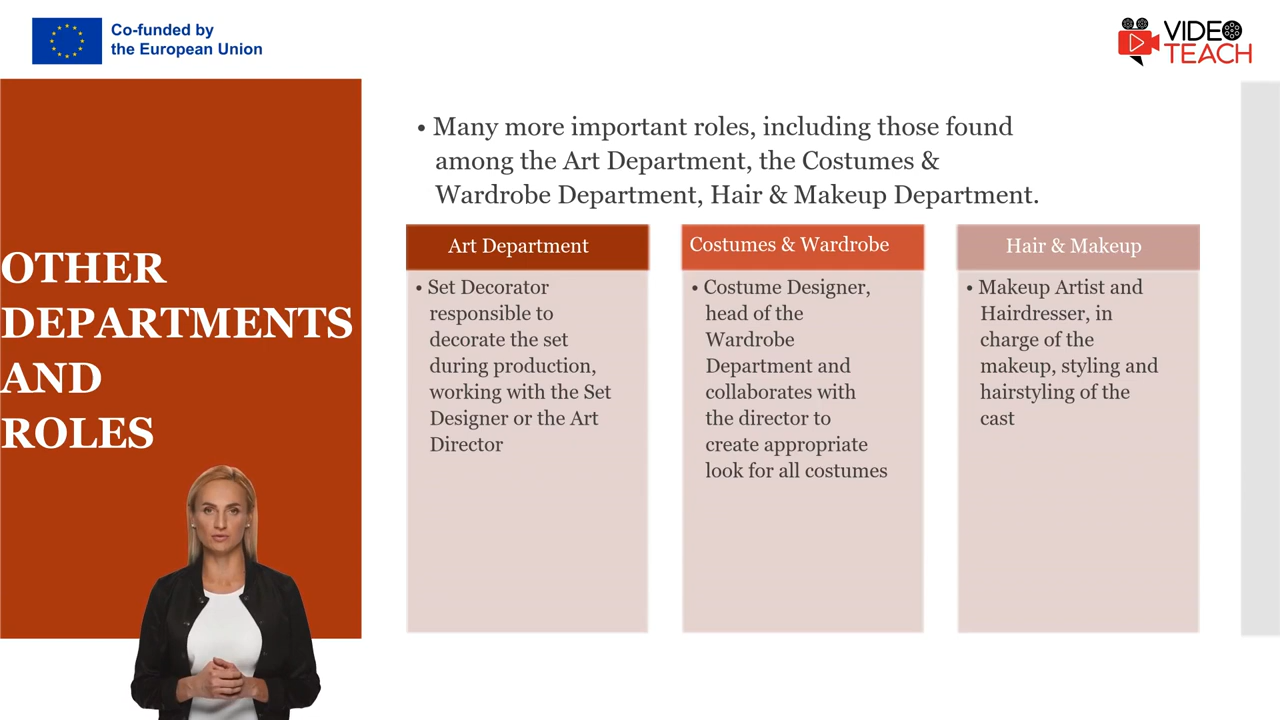 Co-funded by
the European Union
VIDEO
TEACH
OTHER
DEPARTMENTS
AND
ROLES
• Many more important roles, including those found
among the Art Department, the Costumes &
Wardrobe Department, Hair & Makeup Department.
Art Department
• Set Decorator
responsible to
decorate the set
during production,
working with the Set
Designer or the Art
Director
Costumes & Wardrobe
• Costume Designer,
head of the
Wardrobe
Department and
collaborates with
the director to
create appropriate
look for all costumes
Hair & Makeup
• Makeup Artist and
Hairdresser, in
charge of the
makeup, styling and
hairstyling of the
cast